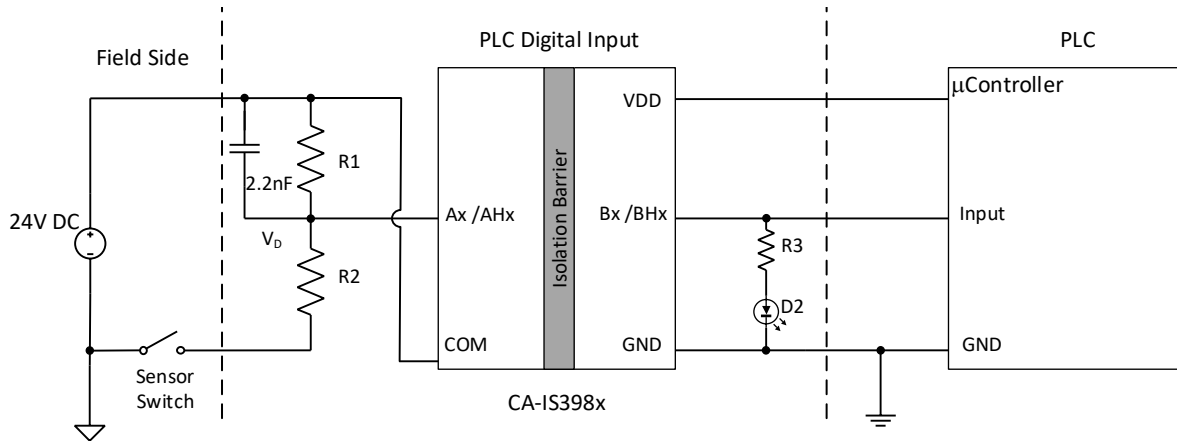 PLC Digital Input
PLC
Field Side
μController
VDD
R1
2.2nF
Isolation Barrier
Ax /AHx
Bx /BHx
Input
24V DC
+
−
VD
R3
R2
D2
COM
GND
GND
Sensor
Switch
CA-IS398x